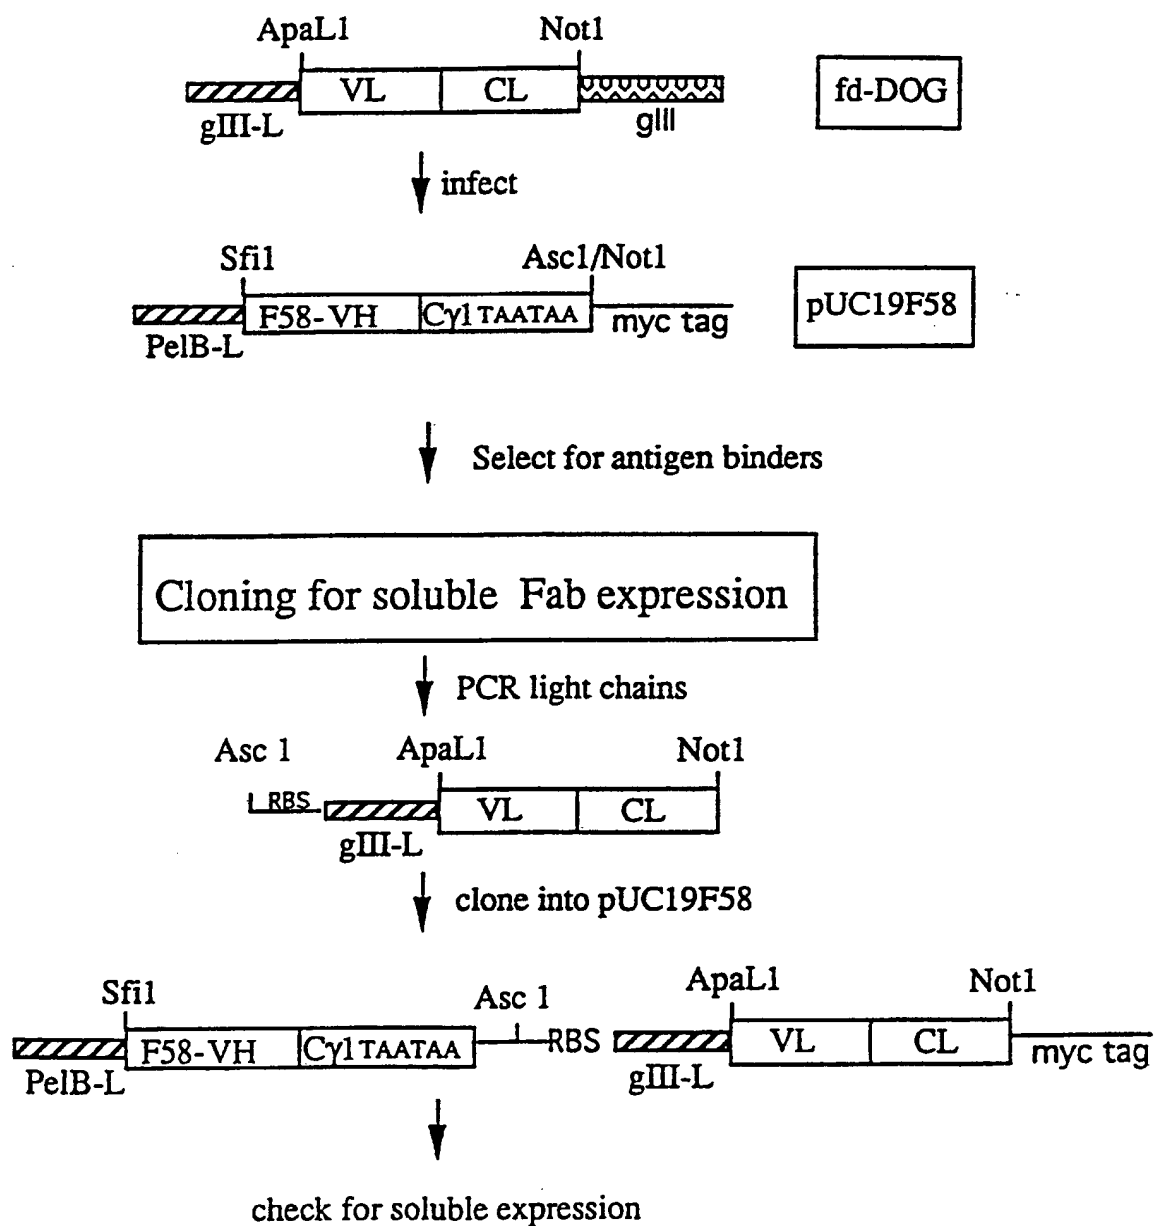 ApaL1 Not1
VL CL
fd-DOG
gIII-L gIII
infect
Sfi1 Asc1/Not1
F58-VH Cγ1 TAATAA
myc tag
pUC19F58
PelB-L
Select for antigen binders
Cloning for soluble Fab expression
PCR light chains
Asc 1 ApaL1 Not1
RBS VL CL
gIII-L
clone into pUC19F58
Sfi1 Asc 1 ApaL1 Not1
F58-VH Cγ1 TAATAA RBS VL CL myc tag
PelB-L gIII-L
check for soluble expression